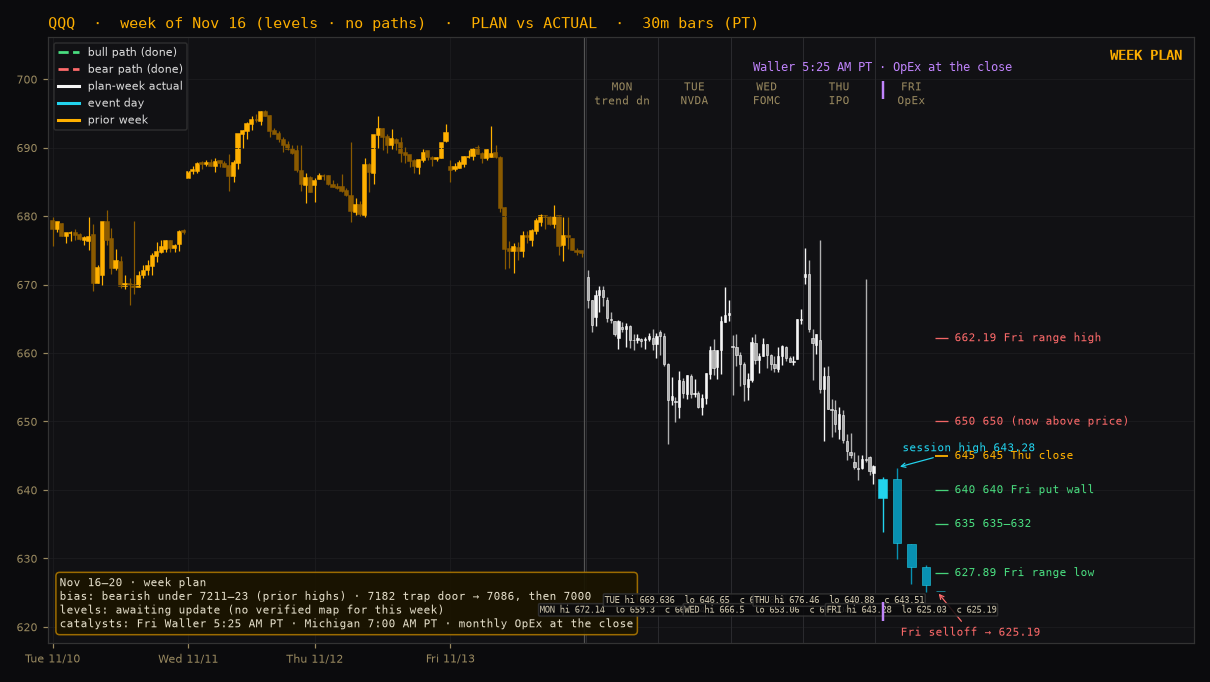 QQQ · week of Nov 16 (levels · no paths) · PLAN vs ACTUAL · 30m bars (PT)
WEEK PLAN
Waller 5:25 AM PT · OpEx at the close
bull path (done)
bear path (done)
plan-week actual
event day
prior week
MON
trend dn
TUE
NVDA
WED
FOMC
THU
IPO
FRI
OpEx
700
690
680
670
660
650
640
630
620
662.19 Fri range high
650 650 (now above price)
session high 643.28
645 645 Thu close
640 640 Fri put wall
635 635–632
627.89 Fri range low
Nov 16–20 · week plan
bias: bearish under 7211–23 (prior highs) · 7182 trap door → 7086, then 7000
levels: awaiting update (no verified map for this week)
catalysts: Fri Waller 5:25 AM PT · Michigan 7:00 AM PT · monthly OpEx at the close
TUE hi 669.636 lo 646.65 c
THU hi 676.46 lo 640.88 c 643.51
MON hi 672.14 lo 659.3 c
WED hi 666.5 lo 653.06 c
FRI hi 643.28 lo 625.03 c 625.19
Fri selloff → 625.19
Tue 11/10
Wed 11/11
Thu 11/12
Fri 11/13